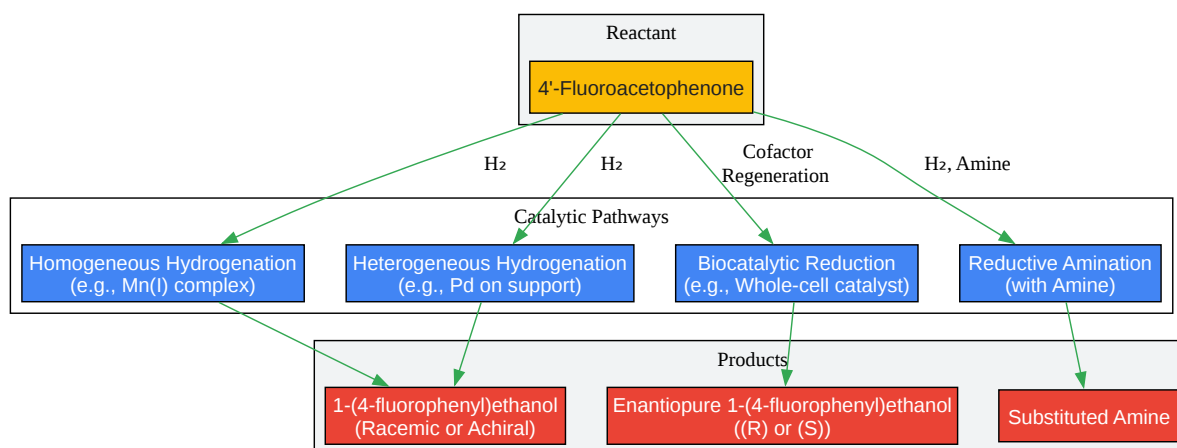 Reactant
4'-Fluoroacetophenone
H₂
H₂
Cofactor
Regeneration
H₂, Amine
Catalytic Pathways
Homogeneous Hydrogenation
(e.g., Mn(I) complex)
Heterogeneous Hydrogenation
(e.g., Pd on support)
Biocatalytic Reduction
(e.g., Whole-cell catalyst)
Reductive Amination
(with Amine)
Products
1-(4-fluorophenyl)ethanol
(Racemic or Achiral)
Enantiopure 1-(4-fluorophenyl)ethanol
((R) or (S))
Substituted Amine